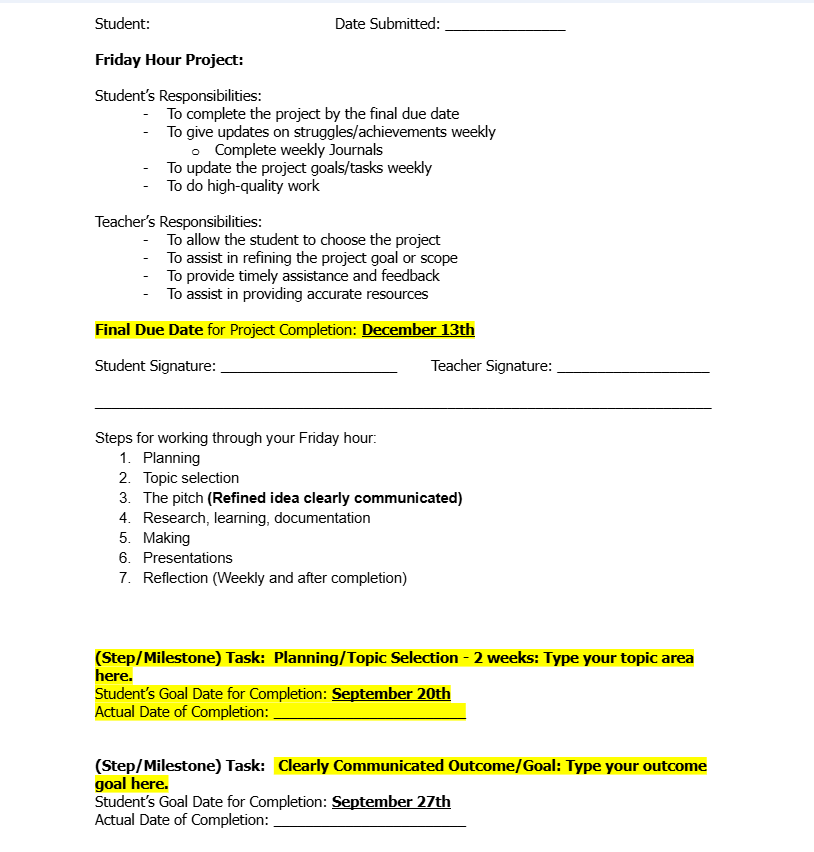 Student: Date Submitted: _______________
Friday Hour Project:
Student’s Responsibilities:
- To complete the project by the final due date
- To give updates on struggles/achievements weekly
o Complete weekly Journals
- To update the project goals/tasks weekly
- To do high-quality work
Teacher’s Responsibilities:
- To allow the student to choose the project
- To assist in refining the project goal or scope
- To provide timely assistance and feedback
- To assist in providing accurate resources
Final Due Date for Project Completion: December 13th
Student Signature: ______________________ Teacher Signature: ___________________
Steps for working through your Friday hour:
1. Planning
2. Topic selection
3. The pitch (Refined idea clearly communicated)
4. Research, learning, documentation
5. Making
6. Presentations
7. Reflection (Weekly and after completion)
(Step/Milestone) Task: Planning/Topic Selection - 2 weeks: Type your topic area
here.
Student’s Goal Date for Completion: September 20th
Actual Date of Completion: ________________________
(Step/Milestone) Task: Clearly Communicated Outcome/Goal: Type your outcome
goal here.
Student’s Goal Date for Completion: September 27th
Actual Date of Completion: ________________________